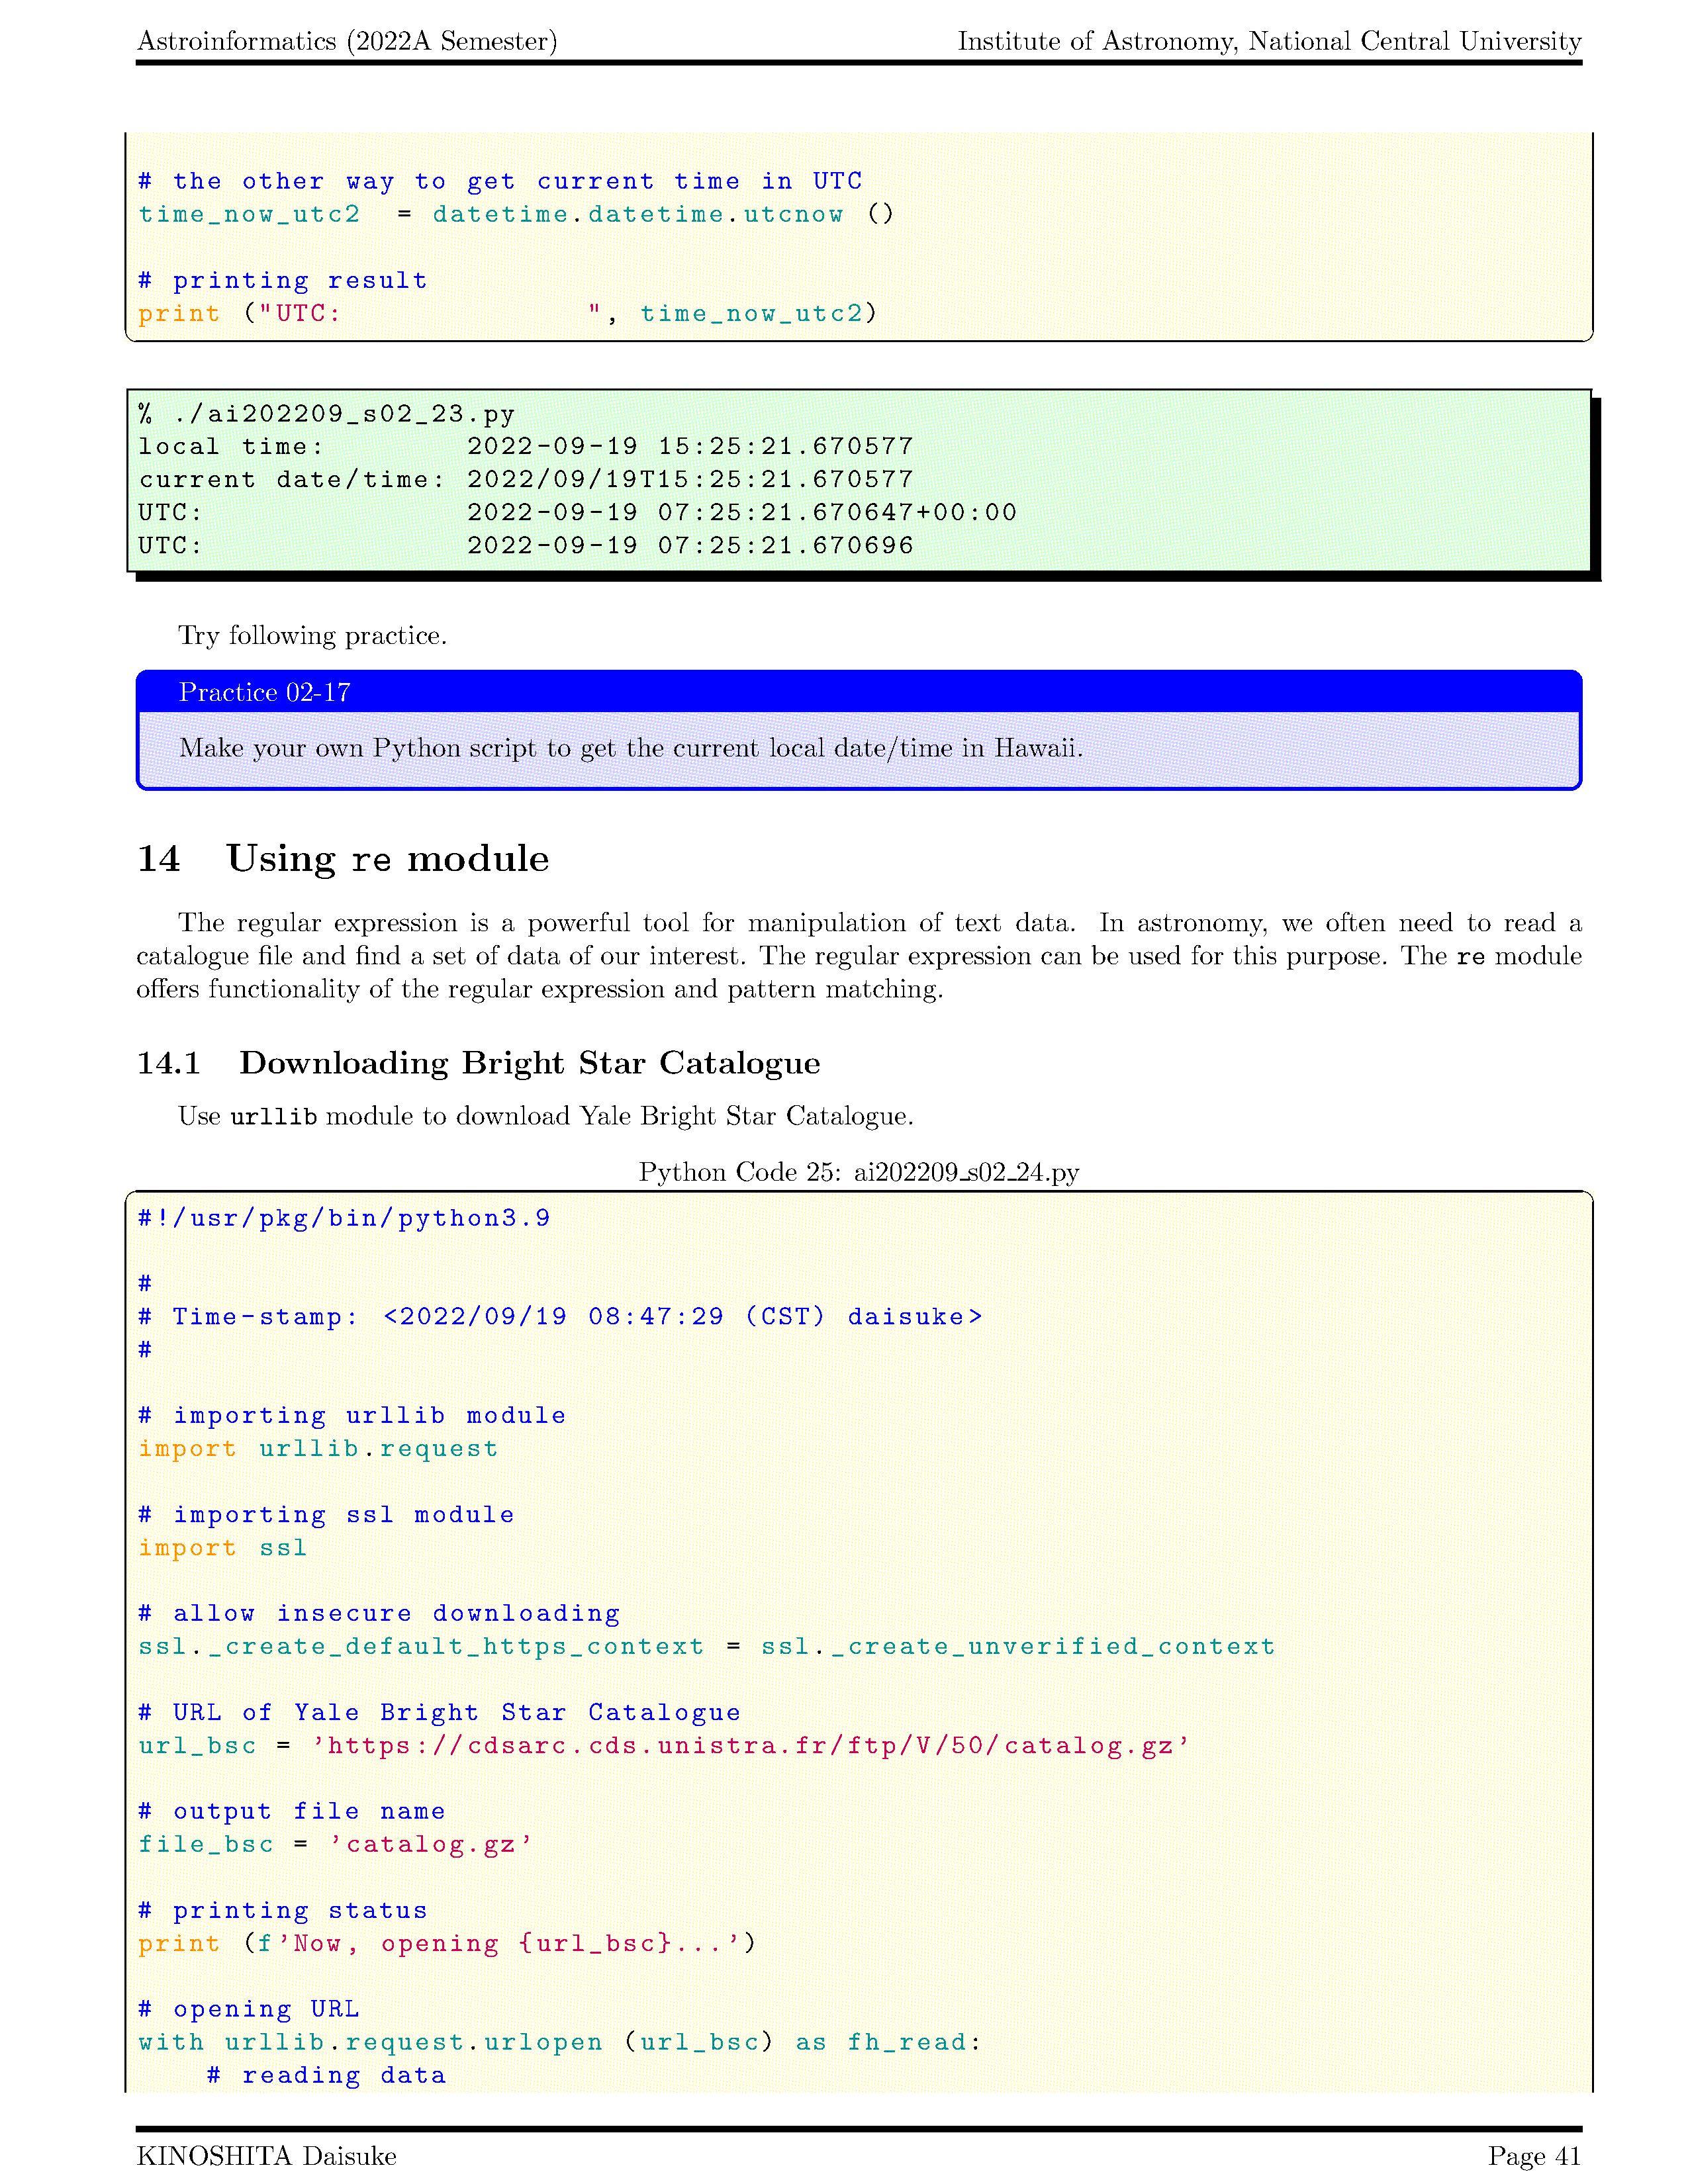 Astroinformatics (2022A Semester) Institute of Astronomy, National Central University
# the other way to get current time in UTC
time_now_utc2  = datetime.datetime.utcnow ()
# printing result
print ("UTC:              ", time_now_utc2)
% ./ai202209_s02_23.py
local time:        2022-09-19 15:25:21.670577
current date/time: 2022/09/19T15:25:21.670577
UTC:               2022-09-19 07:25:21.670647+00:00
UTC:               2022-09-19 07:25:21.670696
Try following practice.
Practice 02-17
Make your own Python script to get the current local date/time in Hawaii.
14 Using re module
The regular expression is a powerful tool for manipulation of text data. In astronomy, we often need to read a
catalogue file and find a set of data of our interest. The regular expression can be used for this purpose. The re module
offers functionality of the regular expression and pattern matching.
14.1 Downloading Bright Star Catalogue
Use urllib module to download Yale Bright Star Catalogue.
Python Code 25: ai202209_s02_24.py
#!/usr/pkg/bin/python3.9
#
# Time-stamp: <2022/09/19 08:47:29 (CST) daisuke>
#
# importing urllib module
import urllib.request
# importing ssl module
import ssl
# allow insecure downloading
ssl._create_default_https_context = ssl._create_unverified_context
# URL of Yale Bright Star Catalogue
url_bsc = 'https://cdsarc.cds.unistra.fr/ftp/V/50/catalog.gz'
# output file name
file_bsc = 'catalog.gz'
# printing status
print (f'Now, opening {url_bsc}...')
# opening URL
with urllib.request.urlopen (url_bsc) as fh_read:
    # reading data
KINOSHITA Daisuke Page 41